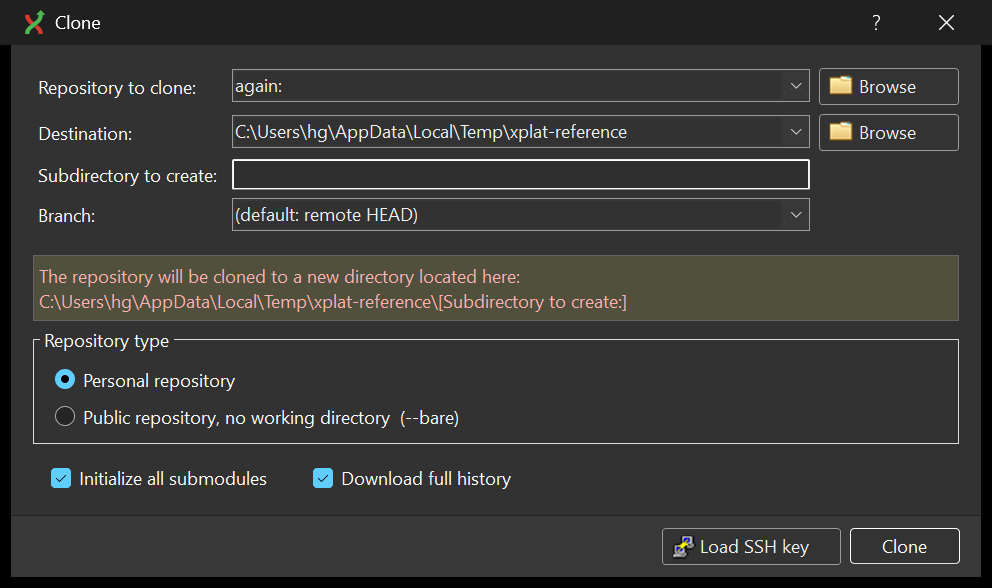 Clone
?
Repository to clone:
again:
Browse
Destination:
C:\Users\hg\AppData\Local\Temp\xplat-reference
Browse
Subdirectory to create:
Branch:
(default: remote HEAD)
The repository will be cloned to a new directory located here:
C:\Users\hg\AppData\Local\Temp\xplat-reference\[Subdirectory to create:]
Repository type
Personal repository
Public repository, no working directory (--bare)
Initialize all submodules
Download full history
Load SSH key
Clone